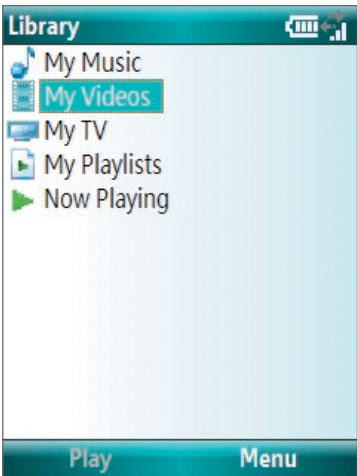 Library
My Music
My Videos
My TV
My Playlists
Now Playing
Play Menu